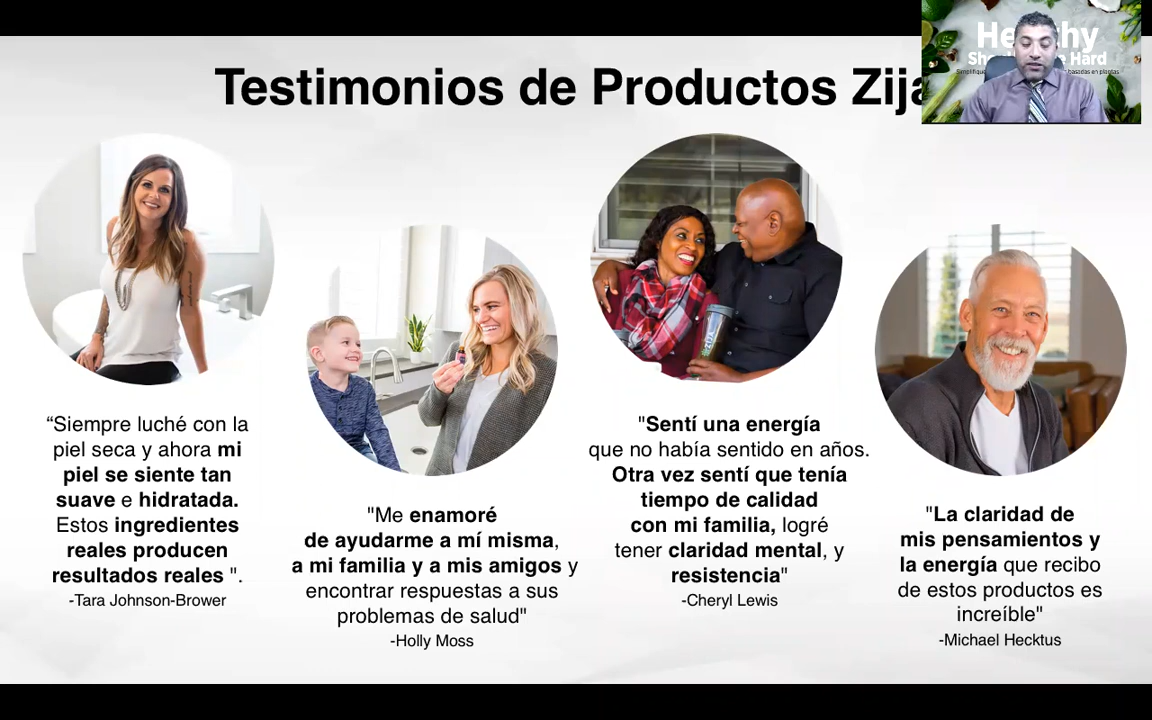 Testimonios de Productos
“Siempre luché con la
piel seca y ahora mi
piel se siente tan
suave e hidratada.
Estos ingredientes
reales producen
resultados reales ".
-Tara Johnson-Brower
"Me enamoré
de ayudarme a mí misma,
a mi familia y a mis amigos y
encontrar respuestas a sus
problemas de salud"
-Holly Moss
"Sentí una energía
que no había sentido en años.
Otra vez sentí que tenía
tiempo de calidad
con mi familia, logré
tener claridad mental, y
resistencia"
-Cheryl Lewis
"La claridad de
mis pensamientos y
la energía que recibo
de estos productos es
increíble"
-Michael Hecktus
Hard
basadas en plantas